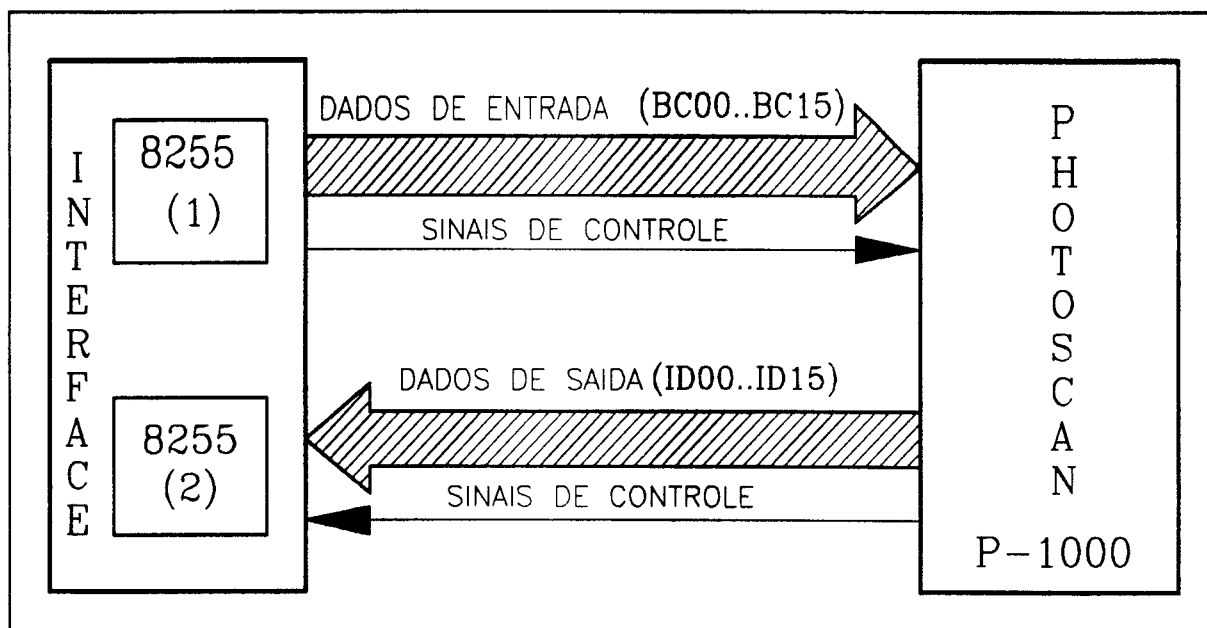 INTERFACE
8255
(1)
8255
(2)
DADOS DE ENTRADA (BC00..BC15)
SINAIS DE CONTROLE
DADOS DE SAIDA (ID00..ID15)
SINAIS DE CONTROLE
PHOTOSCAN
P-1000